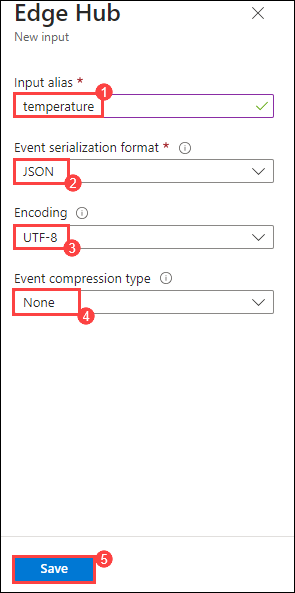 Edge Hub
New input
Input alias *
1
temperature
Event serialization format *
JSON
2
Encoding
UTF-8
3
Event compression type
None
4
Save
5